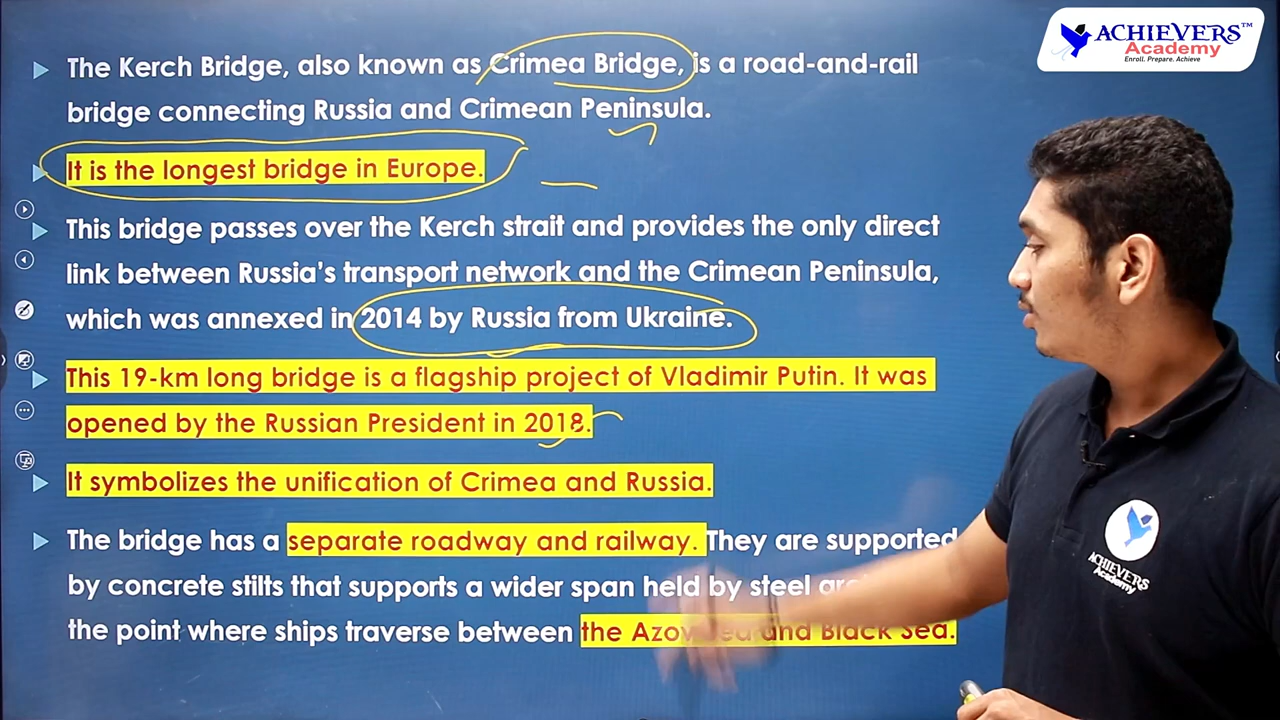 ACHIEVERS™
Academy
Enroll. Prepare. Achieve
The Kerch Bridge, also known as Crimea Bridge, is a road-and-rail
bridge connecting Russia and Crimean Peninsula.
It is the longest bridge in Europe.
This bridge passes over the Kerch strait and provides the only direct
link between Russia’s transport network and the Crimean Peninsula,
which was annexed in 2014 by Russia from Ukraine.
This 19-km long bridge is a flagship project of Vladimir Putin. It was
opened by the Russian President in 2018.
It symbolizes the unification of Crimea and Russia.
The bridge has a separate roadway and railway. They are supported
by concrete stilts that supports a wider span held by steel
the point where ships traverse between the Azov Sea and Black Sea.
ACHIEVERS
Academy